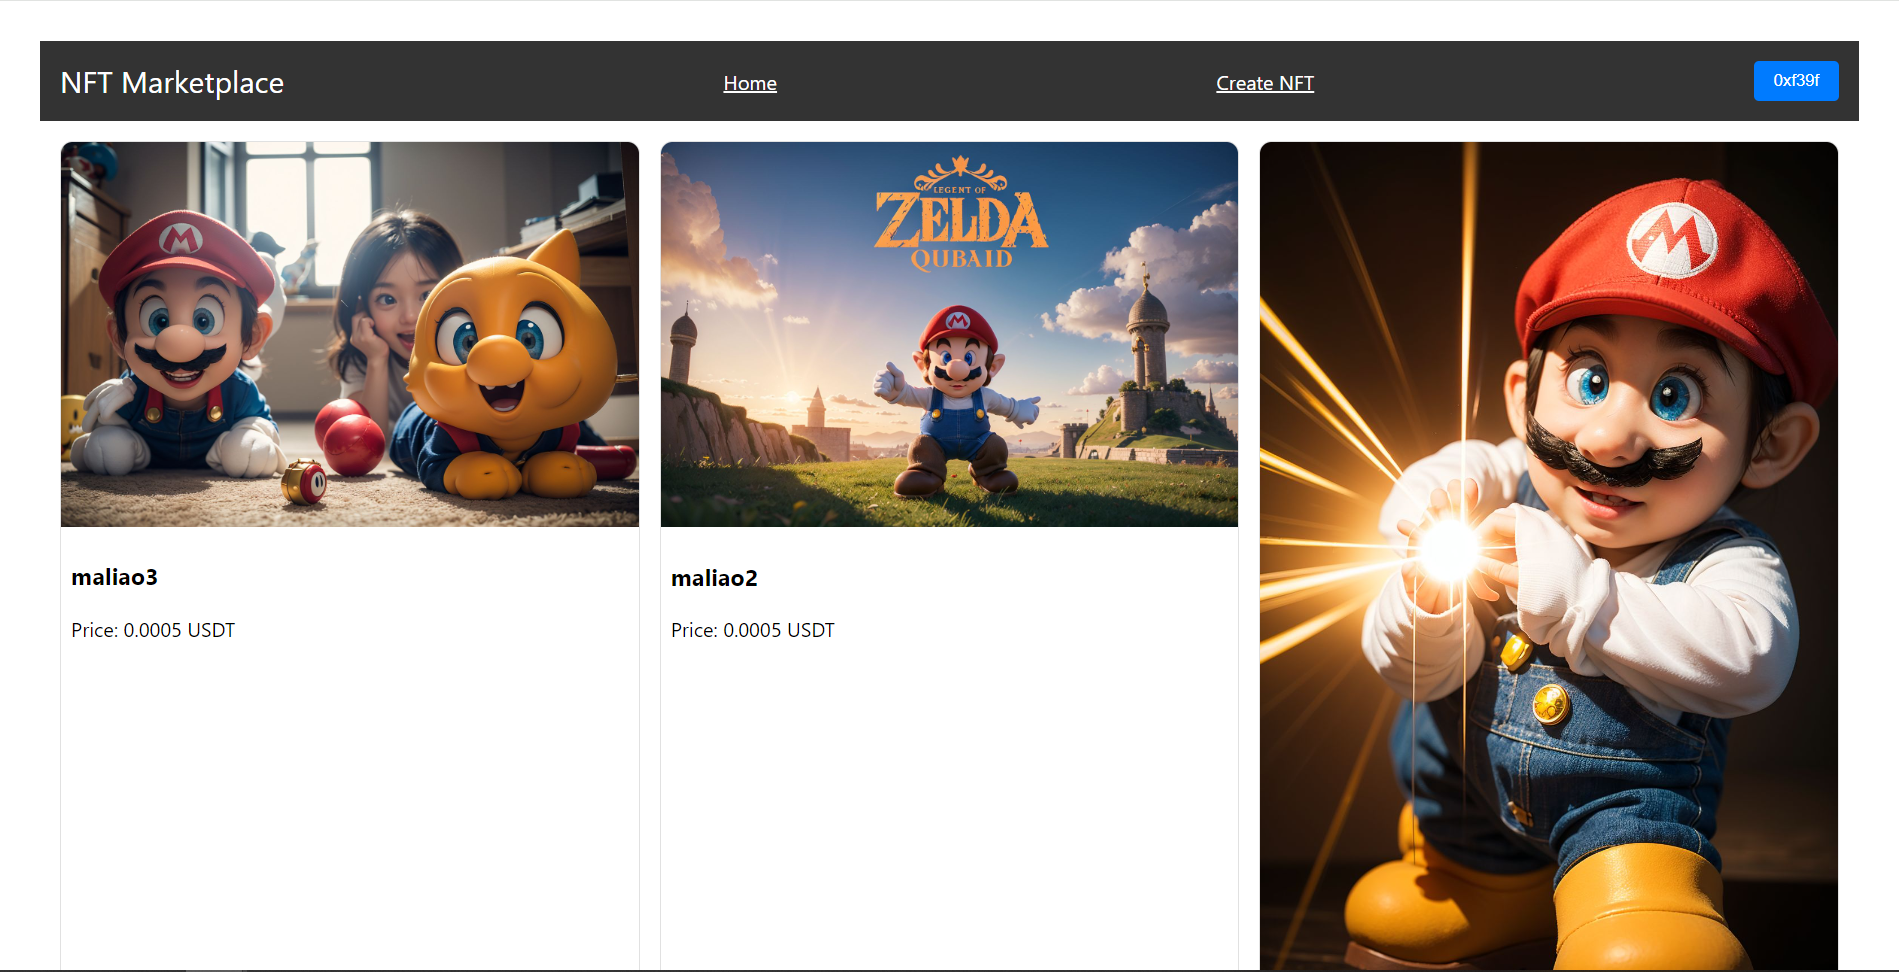 NFT Marketplace
Home
Create NFT
0xf39f
M
LEGENT OF
ZELDA
QUBAID
M
M
maliao3
Price: 0.0005 USDT
maliao2
Price: 0.0005 USDT